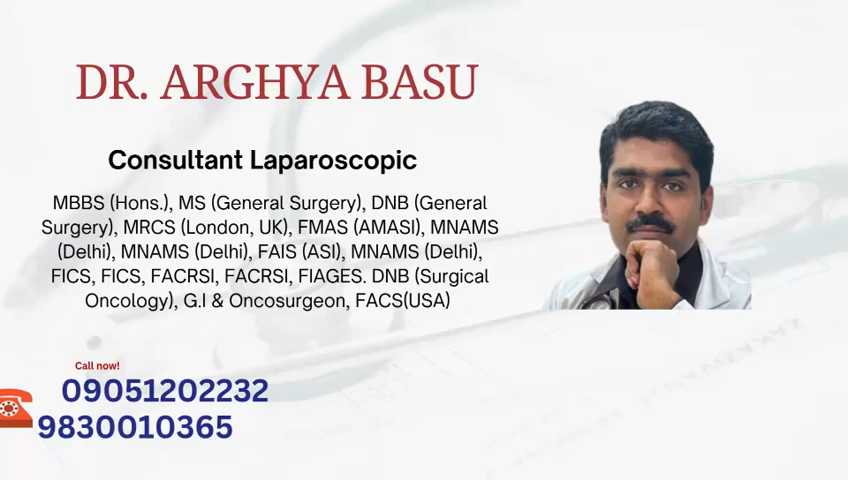 DR. ARGHYA BASU
Consultant Laparoscopic
MBBS (Hons.), MS (General Surgery), DNB (General
Surgery), MRCS (London, UK), FMAS (AMASI), MNAMS
(Delhi), MNAMS (Delhi), FAIS (ASI), MNAMS (Delhi),
FICS, FICS, FACRSI, FACRSI, FIAGES. DNB (Surgical
Oncology), G.I & Oncosurgeon, FACS(USA)
Call now!
09051202232
9830010365